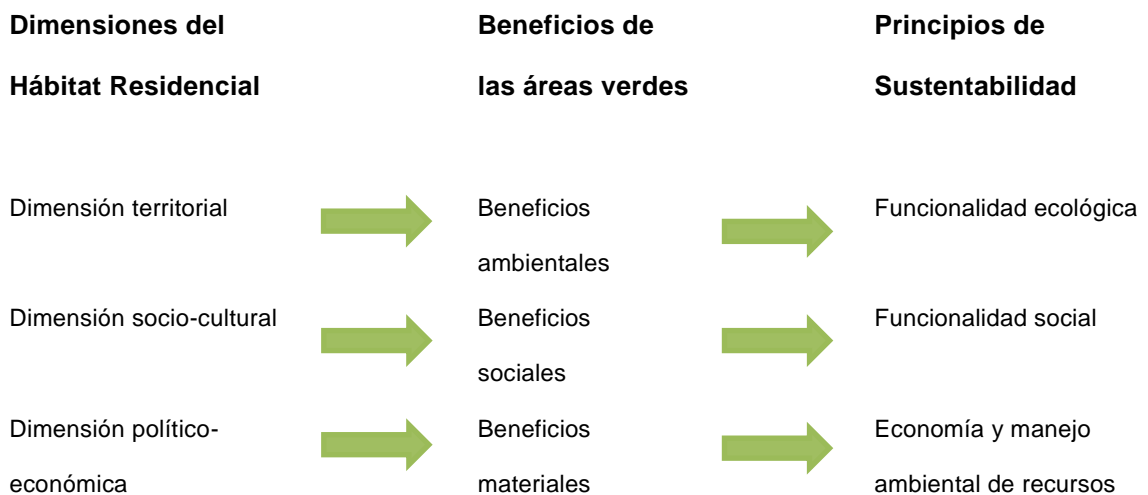 Dimensiones del
Hábitat Residencial
Beneficios de
las áreas verdes
Principios de
Sustentabilidad
Dimensión territorial
Beneficios
ambientales
Funcionalidad ecológica
Dimensión socio-cultural
Beneficios
sociales
Funcionalidad social
Dimensión político-
económica
Beneficios
materiales
Economía y manejo
ambiental de recursos